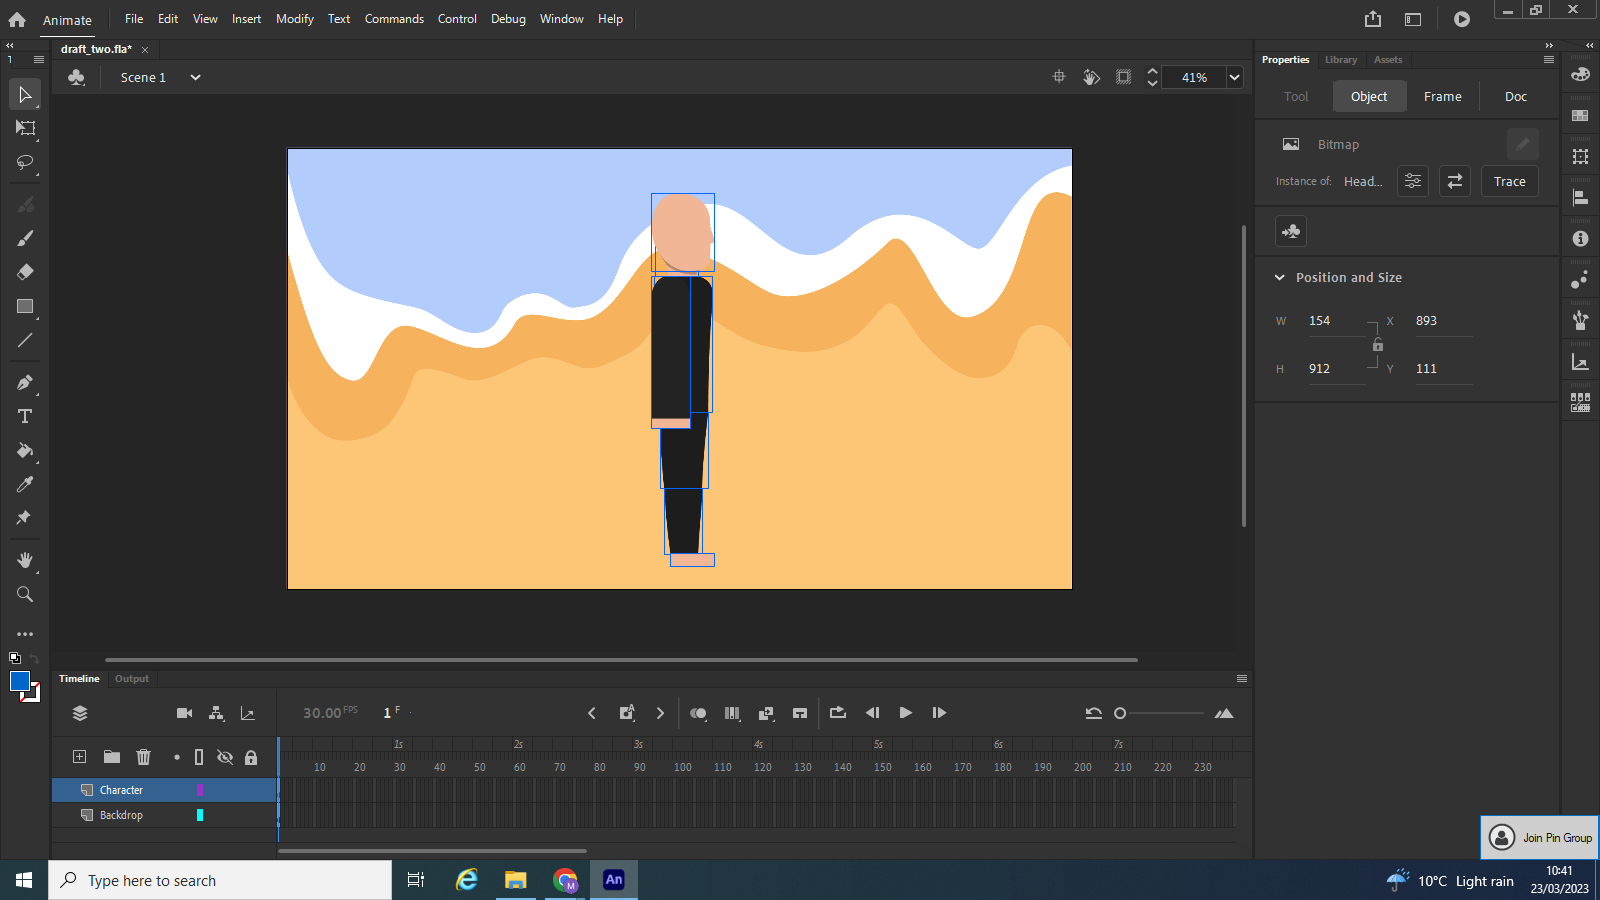 Animate File Edit View Insert Modify Text Commands Control Debug Window Help
draft_two.fla*
1
Properties Library Assets
Scene 1
41%
Tool Object Frame Doc
Bitmap
Instance of: Head... Trace
Position and Size
W 154 X 893
H 912 Y 111
Timeline Output
30.00 FPS 1 F
1s 2s 3s 4s 5s 6s 7s
10 20 30 40 50 60 70 80 90 100 110 120 130 140 150 160 170 180 190 200 210 220 230
Character
Backdrop
Join Pin Group
Type here to search
An
M
10°C Light rain
10:41
23/03/2023